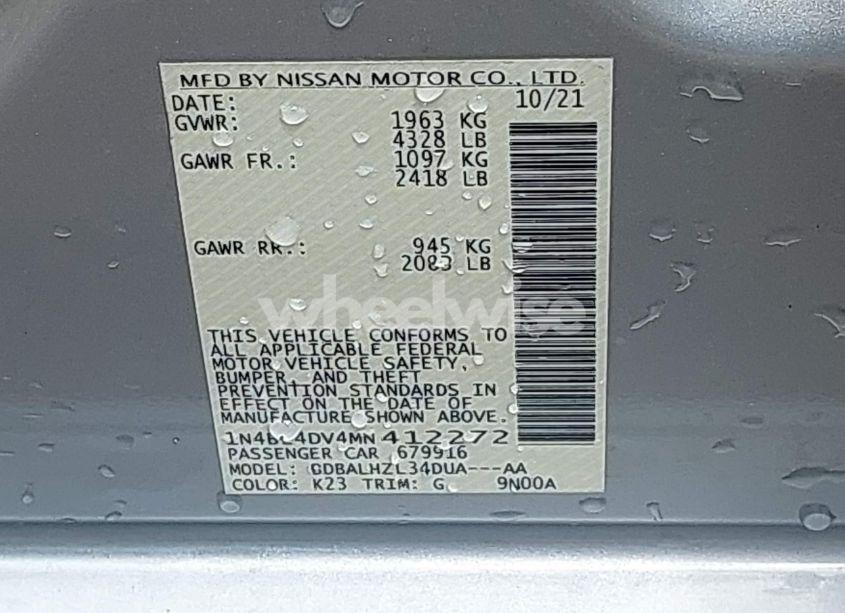 MFD BY NISSAN MOTOR CO., LTD.
DATE: 10/21
GVWR: 1963 KG
4328 LB
GAWR FR.: 1097 KG
2418 LB
GAWR RR.: 945 KG
2083 LB
wheelwise
THIS VEHICLE CONFORMS TO
ALL APPLICABLE FEDERAL
MOTOR VEHICLE SAFETY,
BUMPER, AND THEFT
PREVENTION STANDARDS IN
EFFECT ON THE DATE OF
MANUFACTURE SHOWN ABOVE.
1N4BL4DV4MN412272
PASSENGER CAR 679916
MODEL: GDBALHZL34DUA---AA
COLOR: K23 TRIM: G 9N00A